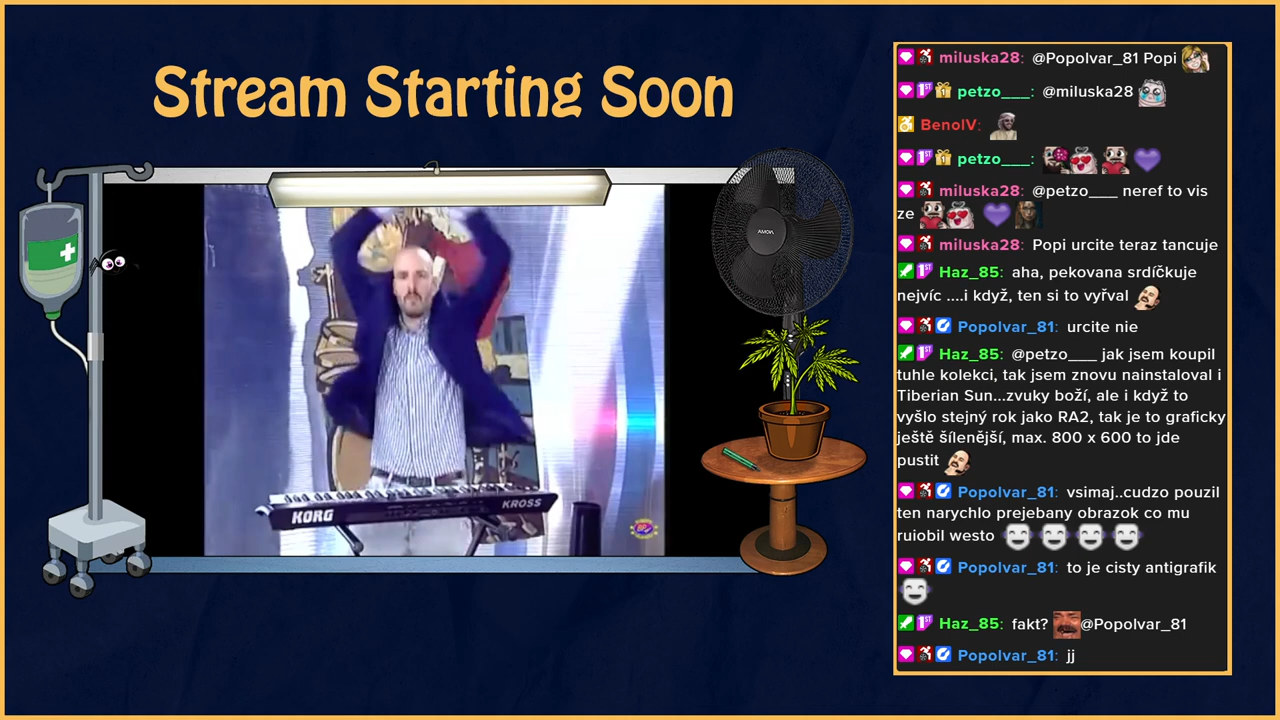 Stream Starting Soon
AMOA
KORG
KROSS
miluska28: @Popolvar_81 Popi
petzo___: @miluska28
BenolV:
petzo___:
miluska28: @petzo___ neref to vis
ze
miluska28: Popi urcite teraz tancuje
Haz_85: aha, pekovana srdíčkuje
nejvíc ....i když, ten si to vyřval
Popolvar_81: urcite nie
Haz_85: @petzo___ jak jsem koupil
tuhle kolekci, tak jsem znovu nainstaloval i
Tiberian Sun...zvuky boží, ale i když to
vyšlo stejný rok jako RA2, tak je to graficky
ještě šílenější, max. 800 x 600 to jde
pustit
Popolvar_81: vsimaj..cudzo pouzil
ten narychlo prejebany obrazok co mu
ruiobil westo
Popolvar_81: to je cisty antigrafik
Haz_85: fakt? @Popolvar_81
Popolvar_81: jj